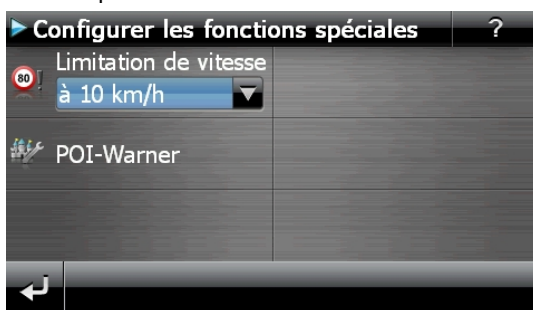 Configurer les fonctions spéciales ?
Limitation de vitesse
80 !
à 10 km/h
POI-Warner